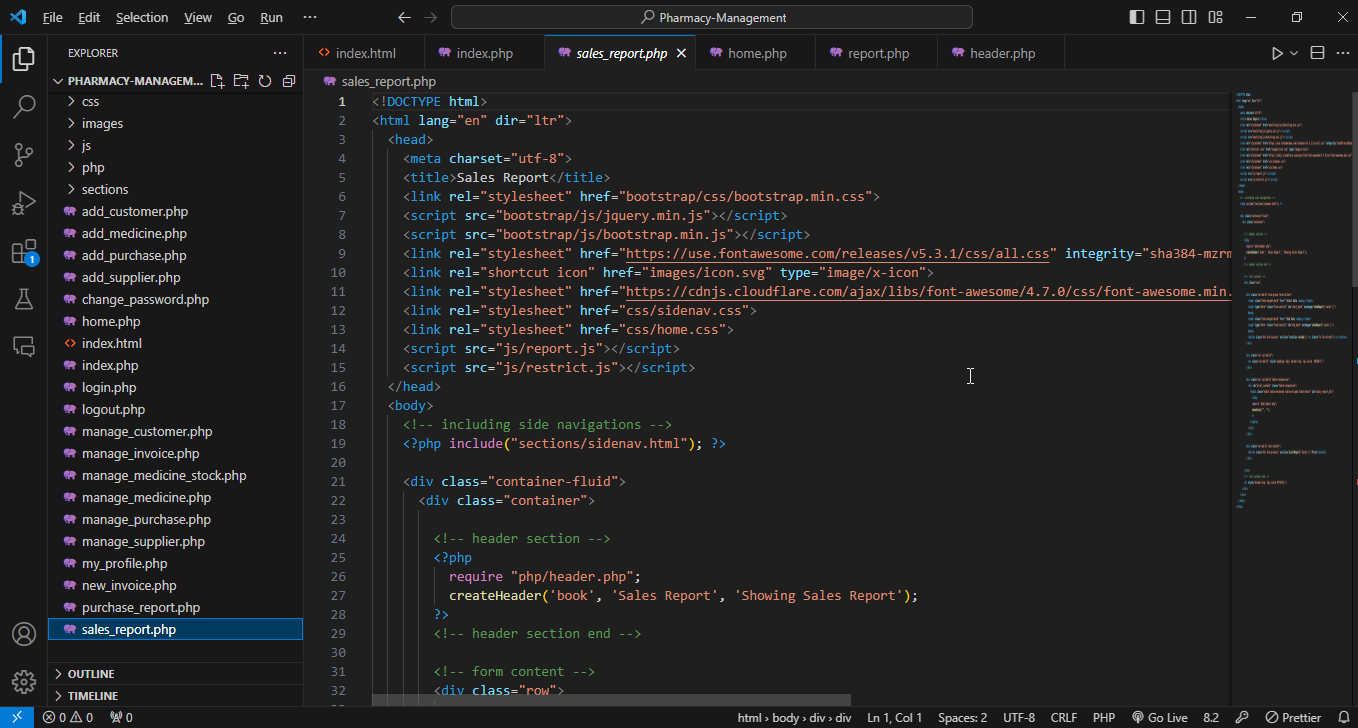 File Edit Selection View Go Run ··· Pharmacy-Management
EXPLORER ···
PHARMACY-MANAGEM...
css
images
js
php
sections
add_customer.php
add_medicine.php
add_purchase.php
add_supplier.php
change_password.php
home.php
index.html
index.php
login.php
logout.php
manage_customer.php
manage_invoice.php
manage_medicine_stock.php
manage_medicine.php
manage_purchase.php
manage_supplier.php
my_profile.php
new_invoice.php
purchase_report.php
sales_report.php
OUTLINE
TIMELINE
1
index.html index.php sales_report.php home.php report.php header.php
sales_report.php
1 <!DOCTYPE html>
2 <html lang="en" dir="ltr">
3 <head>
4 <meta charset="utf-8">
5 <title>Sales Report</title>
6 <link rel="stylesheet" href="bootstrap/css/bootstrap.min.css">
7 <script src="bootstrap/js/jquery.min.js"></script>
8 <script src="bootstrap/js/bootstrap.min.js"></script>
9 <link rel="stylesheet" href="https://use.fontawesome.com/releases/v5.3.1/css/all.css" integrity="sha384-mzrm
10 <link rel="shortcut icon" href="images/icon.svg" type="image/x-icon">
11 <link rel="stylesheet" href="https://cdnjs.cloudflare.com/ajax/libs/font-awesome/4.7.0/css/font-awesome.min.
12 <link rel="stylesheet" href="css/sidenav.css">
13 <link rel="stylesheet" href="css/home.css">
14 <script src="js/report.js"></script>
15 <script src="js/restrict.js"></script>
16 </head>
17 <body>
18 <!-- including side navigations -->
19 <?php include("sections/sidenav.html"); ?>
20
21 <div class="container-fluid">
22 <div class="container">
23
24 <!-- header section -->
25 <?php
26 require "php/header.php";
27 createHeader('book', 'Sales Report', 'Showing Sales Report');
28 ?>
29 <!-- header section end -->
30
31 <!-- form content -->
32 <div class="row">
0 0 0 html › body › div › div Ln 1, Col 1 Spaces: 2 UTF-8 CRLF PHP Go Live 8.2 Prettier